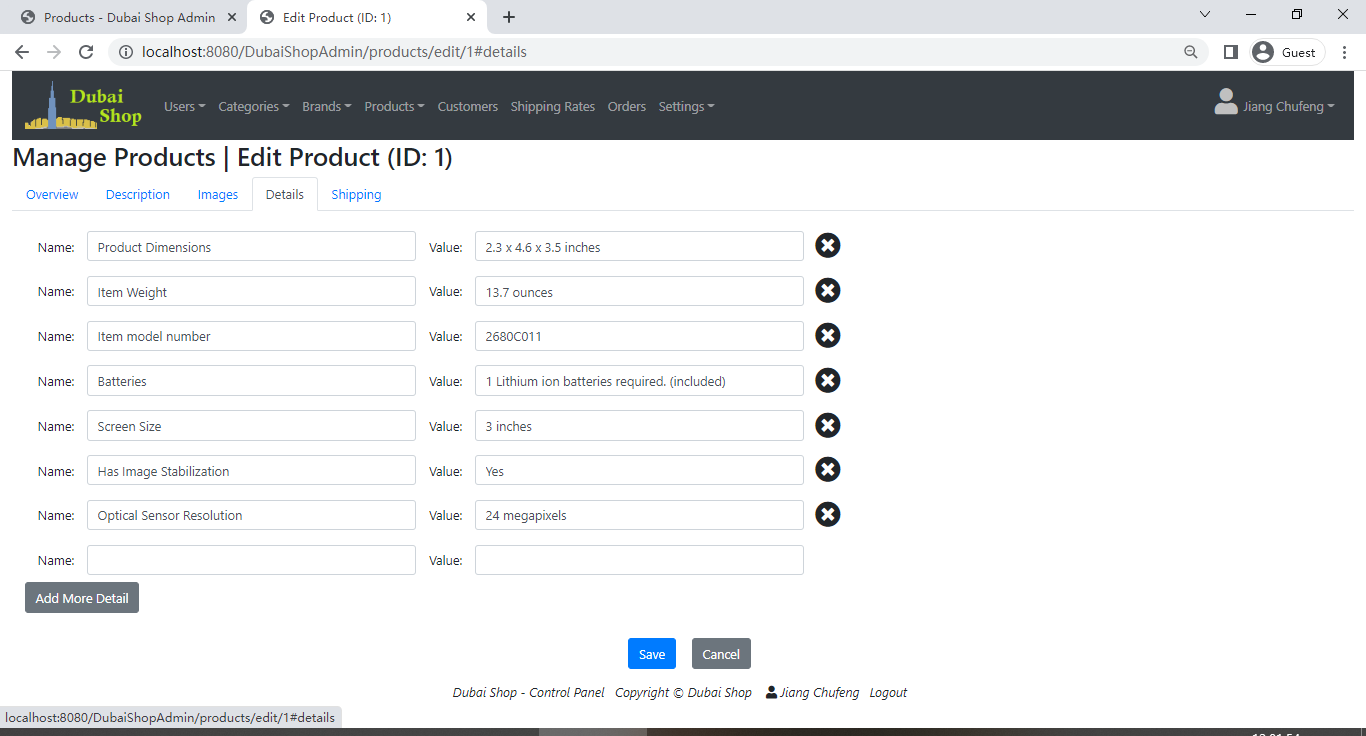 Products - Dubai Shop Admin
Edit Product (ID: 1)
localhost:8080/DubaiShopAdmin/products/edit/1#details
Guest
Dubai Shop
Users Categories Brands Products Customers Shipping Rates Orders Settings
Jiang Chufeng
Manage Products | Edit Product (ID: 1)
Overview Description Images Details Shipping
Name: Product Dimensions Value: 2.3 x 4.6 x 3.5 inches
Name: Item Weight Value: 13.7 ounces
Name: Item model number Value: 2680C011
Name: Batteries Value: 1 Lithium ion batteries required. (included)
Name: Screen Size Value: 3 inches
Name: Has Image Stabilization Value: Yes
Name: Optical Sensor Resolution Value: 24 megapixels
Name: Value:
Add More Detail
Save Cancel
Dubai Shop - Control Panel Copyright © Dubai Shop Jiang Chufeng Logout
localhost:8080/DubaiShopAdmin/products/edit/1#details